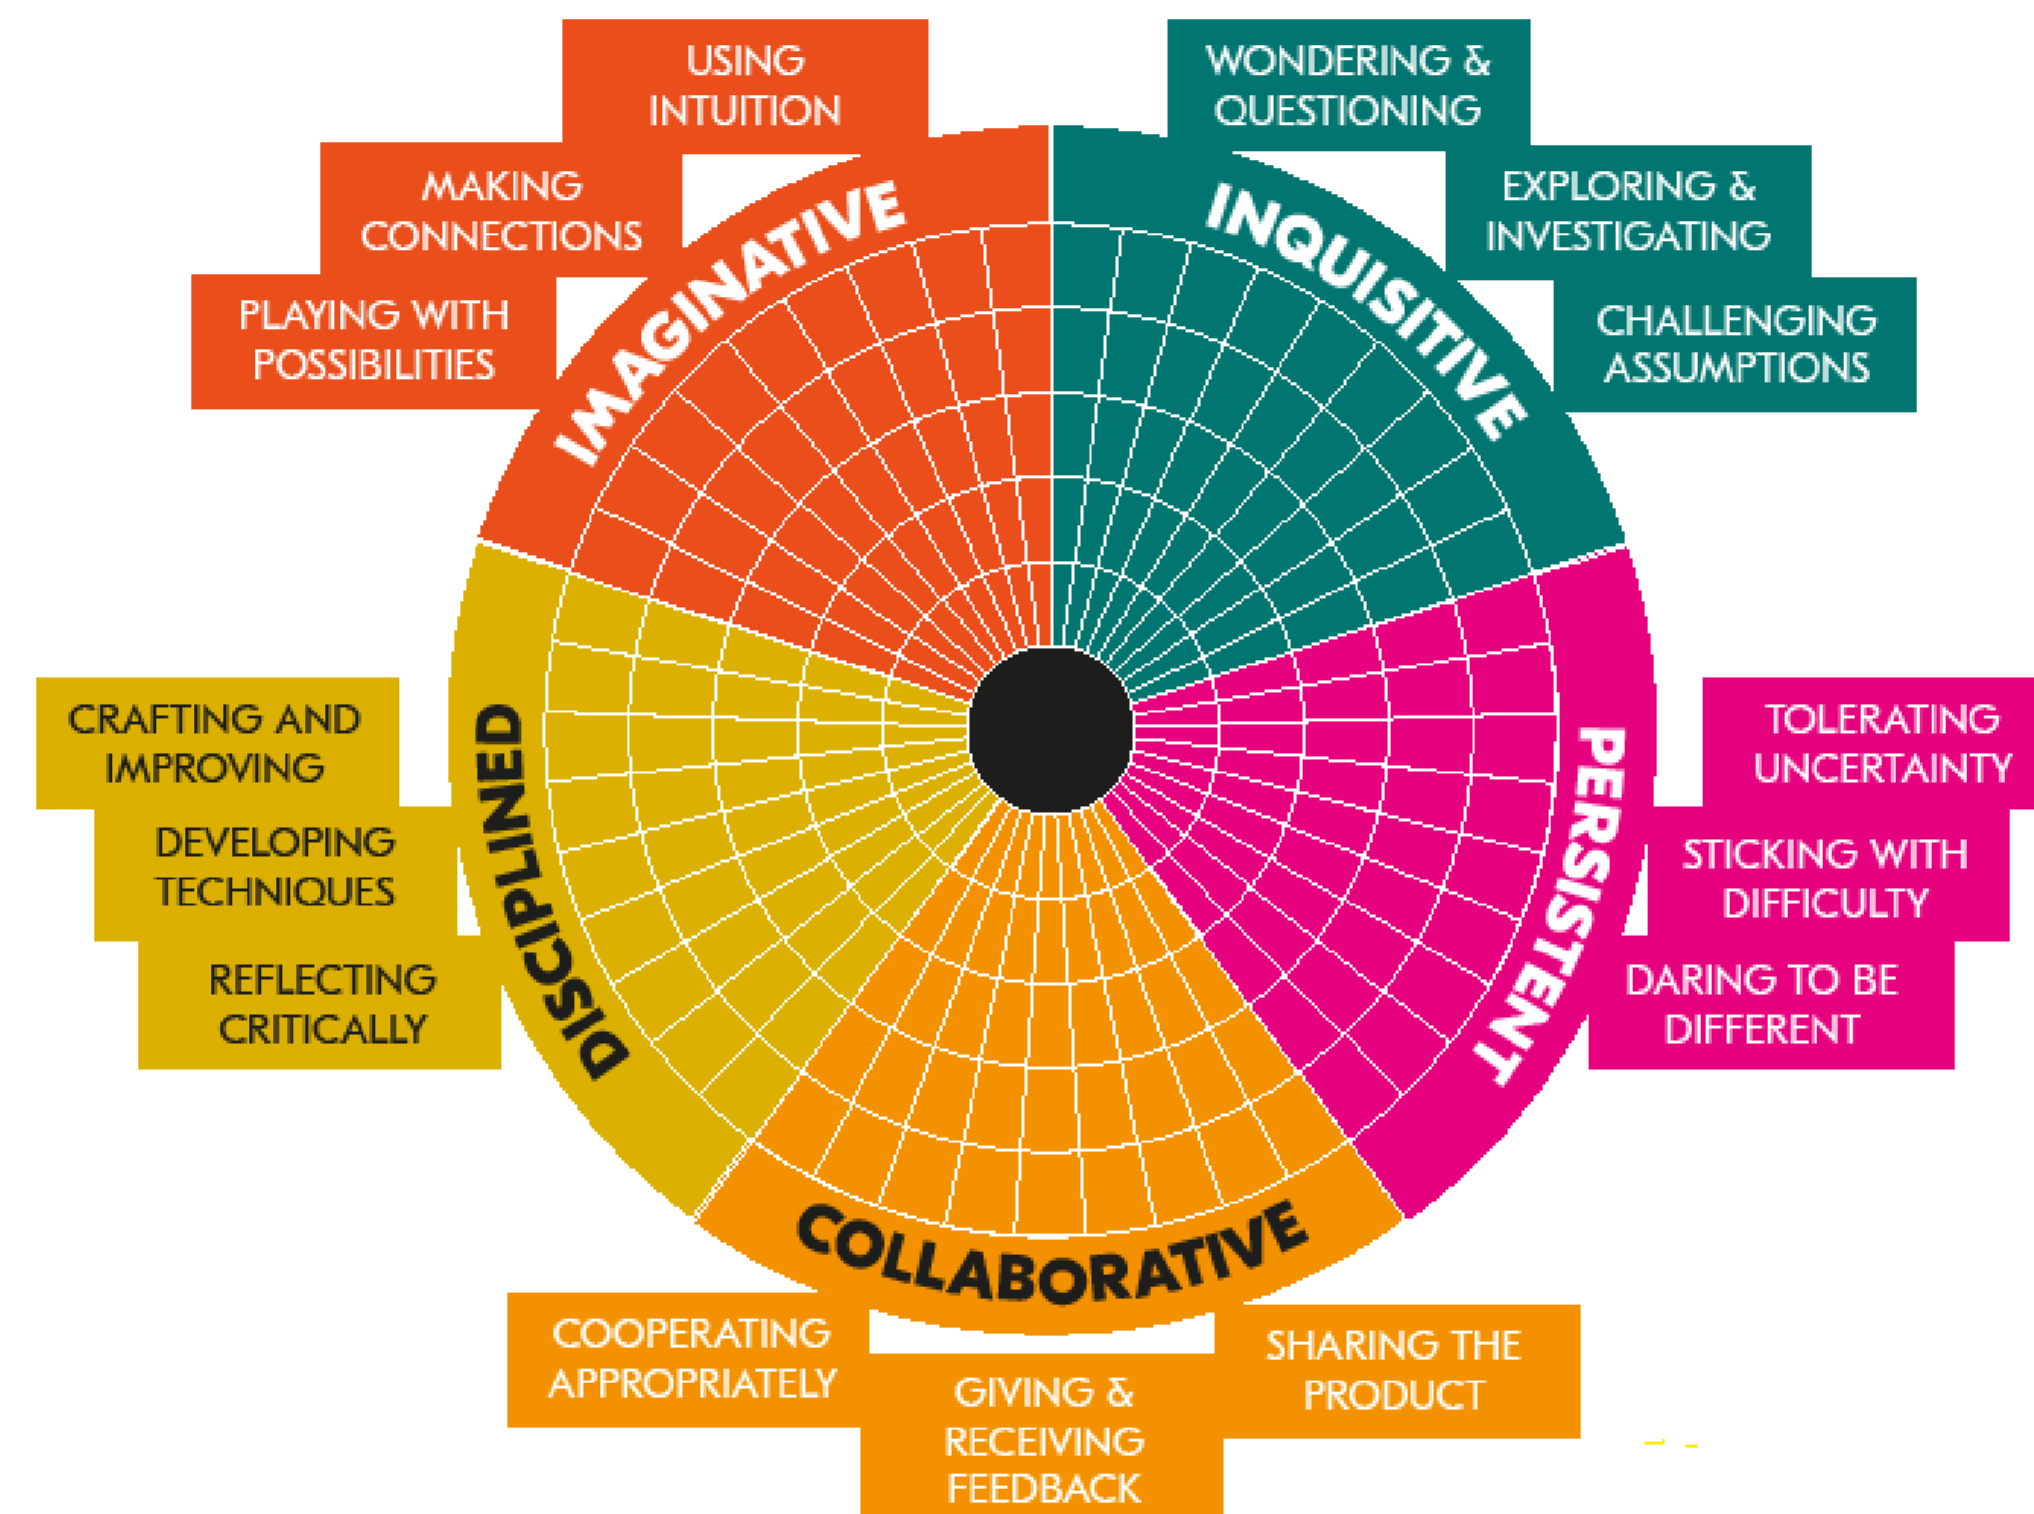 USING
INTUITION
WONDERING &
QUESTIONING
MAKING
CONNECTIONS
EXPLORING &
INVESTIGATING
PLAYING WITH
POSSIBILITIES
CHALLENGING
ASSUMPTIONS
IMAGINATIVE
INQUISITIVE
CRAFTING AND
IMPROVING
DEVELOPING
TECHNIQUES
REFLECTING
CRITICALLY
DISCIPLINED
PERSISTENT
TOLERATING
UNCERTAINTY
STICKING WITH
DIFFICULTY
DARING TO BE
DIFFERENT
COLLABORATIVE
COOPERATING
APPROPRIATELY
GIVING &
RECEIVING
FEEDBACK
SHARING THE
PRODUCT